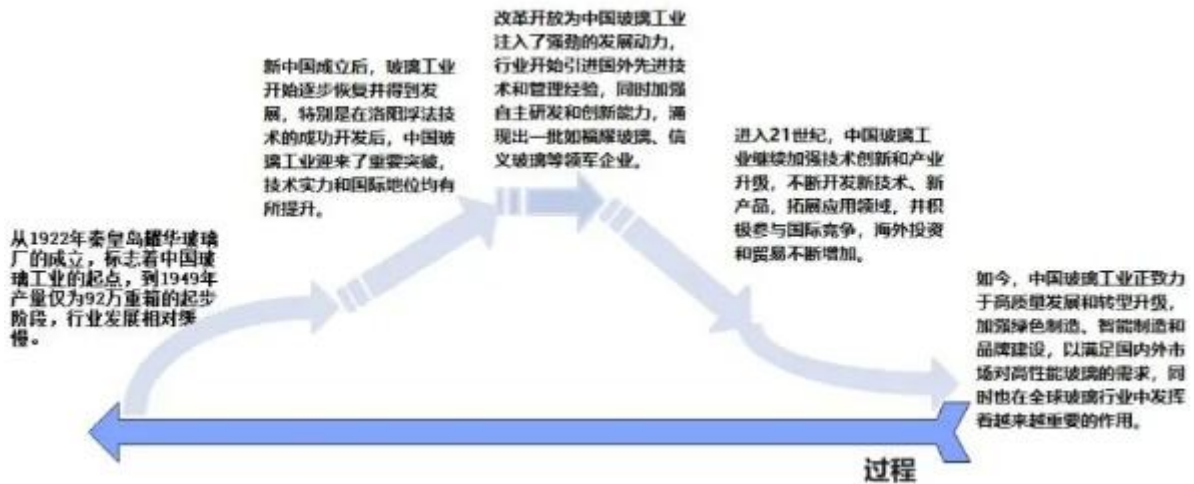 从1922年秦皇岛耀华玻璃
厂的成立，标志着中国玻
璃工业的起点，到1949年
产量仅为92万重箱的起步
阶段，行业发展相对缓
慢。
新中国成立后，玻璃工业
开始逐步恢复并得到发
展，特别是在洛阳浮法技
术的成功开发后，中国玻
璃工业迎来了重要突破，
技术实力和国际地位均有
所提升。
改革开放为中国玻璃工业
注入了强劲的发展动力，
行业开始引进国外先进技
术和管理经验，同时加强
自主研发和创新能力，涌
现出一批如福耀玻璃、信
义玻璃等领军企业。
进入21世纪，中国玻璃工
业继续加强技术创新和产业
升级，不断开发新技术、新
产品，拓展应用领域，并积
极参与国际竞争，海外投资
和贸易不断增加。
如今，中国玻璃工业正致力
于高质量发展和转型升级，
加强绿色制造、智能制造和
品牌建设，以满足国内外市
场对高性能玻璃的需求，同
时也在全球玻璃行业中发挥
着越来越重要的作用。
过程